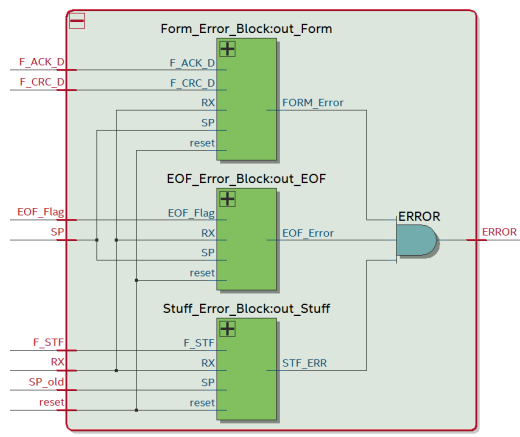 Form_Error_Block:out_Form
F_ACK_D F_ACK_D
F_CRC_D F_CRC_D
RX FORM_Error
SP
reset
EOF_Error_Block:out_EOF
ERROR
EOF_Flag EOF_Flag
SP RX EOF_Error ERROR
SP
reset
Stuff_Error_Block:out_Stuff
F_STF F_STF
RX RX STF_ERR
SP_old SP
reset reset